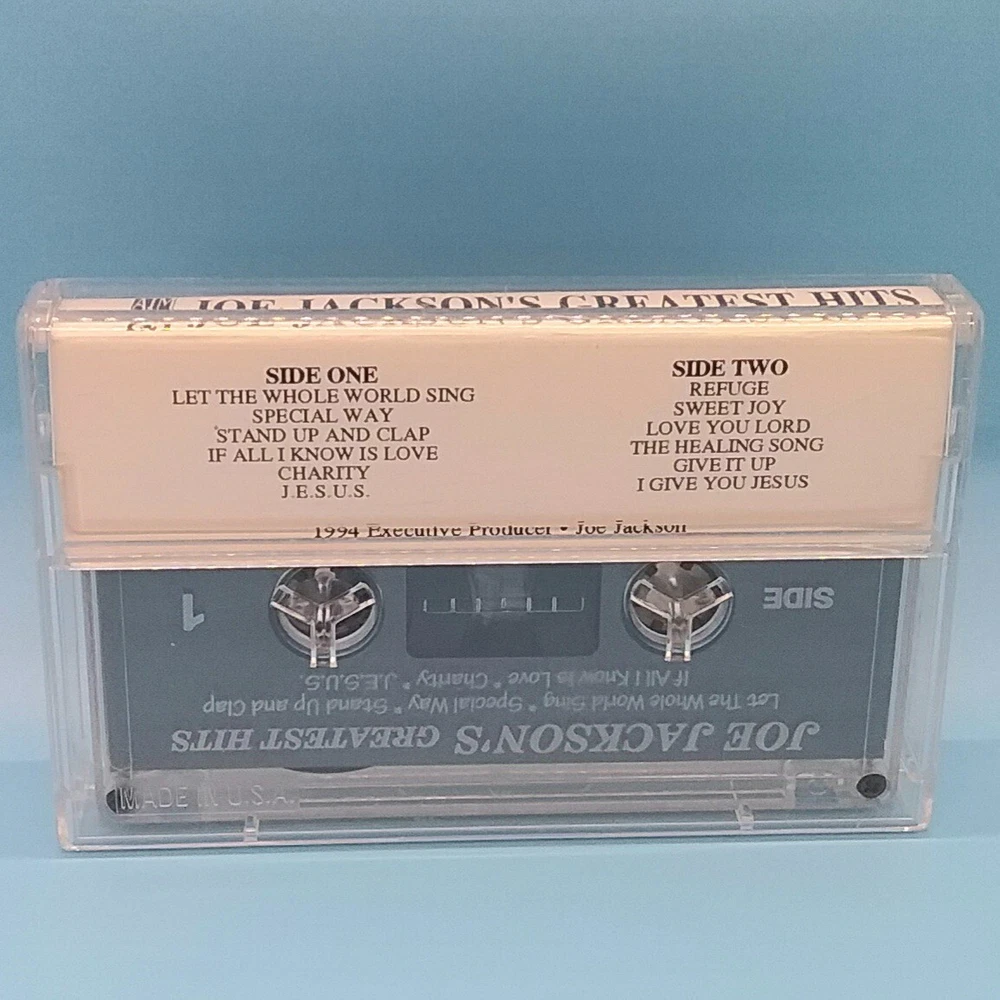 JOE JACKSON'S GREATEST HITS
SIDE ONE
LET THE WHOLE WORLD SING
SPECIAL WAY
STAND UP AND CLAP
IF ALL I KNOW IS LOVE
CHARITY
J.E.S.U.S.
SIDE TWO
REFUGE
SWEET JOY
LOVE YOU LORD
THE HEALING SONG
GIVE IT UP
I GIVE YOU JESUS
1994 Executive Producer • Joe Jackson
JOE JACKSON'S GREATEST HITS
Let The Whole World Sing * Special Way * Stand Up and Clap
If All I Know Is Love * Charity * J.E.S.U.S.
SIDE 1
MADE IN U.S.A.